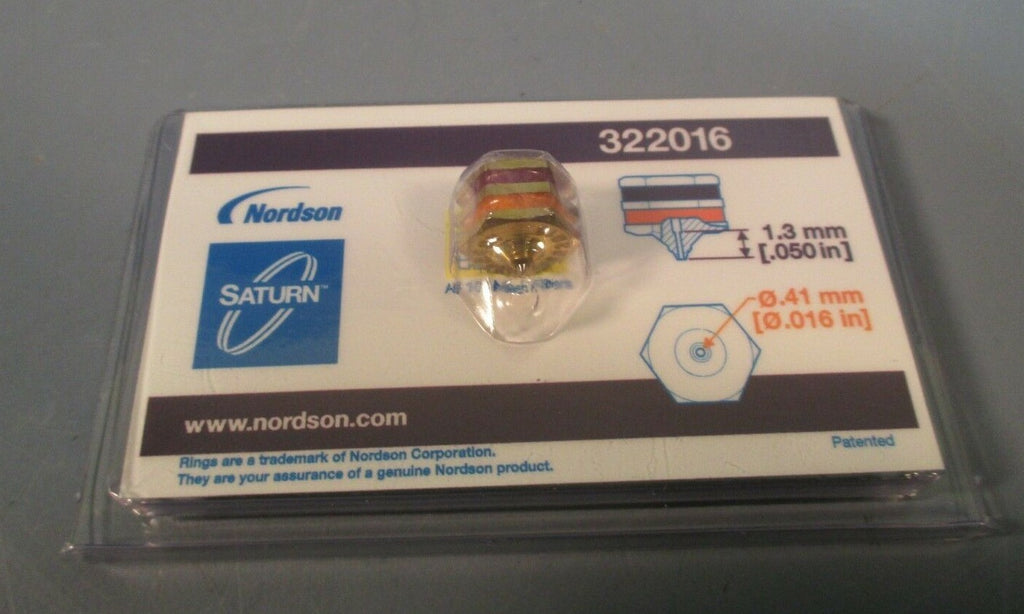 322016
Nordson
SATURN™
1.3 mm
[.050 in]
Ø.41 mm
[Ø.016 in]
www.nordson.com
Patented
Rings are a trademark of Nordson Corporation.
They are your assurance of a genuine Nordson product.